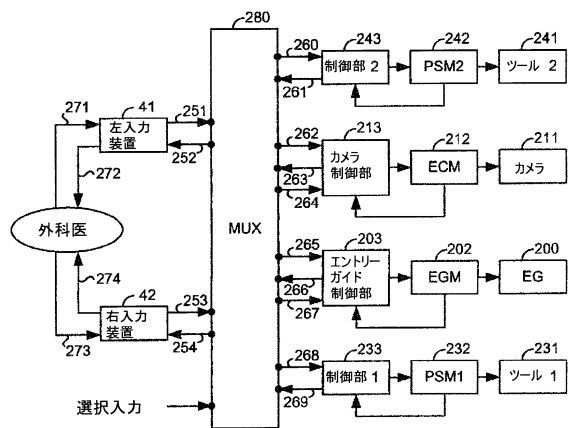 280
260
243
制御部 2
242
PSM2
241
ツール 2
261
271
41
251
左入力
装置
252
272
262
213
カメラ
制御部
212
ECM
211
カメラ
263
264
外科医
MUX
274
42
253
右入力
装置
273
254
265
203
エントリー
ガイド
制御部
202
EGM
200
EG
266
267
268
233
制御部 1
232
PSM1
231
ツール 1
269
選択入力